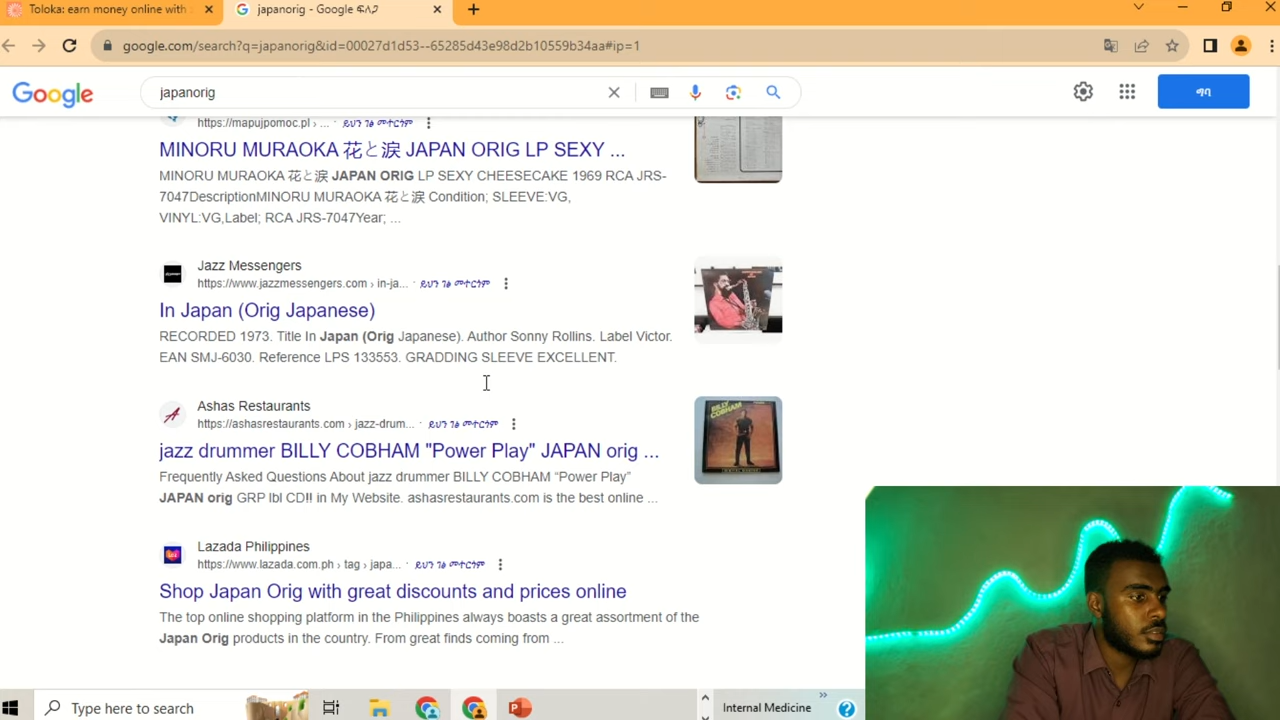 Toloka: earn money online with
japanorig - Google ፍለጋ
google.com/search?q=japanorig&id=00027d1d53--65285d43e98d2b10559b34aa#ip=1
Google
japanorig
ግባ
https://mapujpomoc.pl › ... · ይህን ገፅ መተርጎም
MINORU MURAOKA 花と涙 JAPAN ORIG LP SEXY ...
MINORU MURAOKA 花と涙 JAPAN ORIG LP SEXY CHEESECAKE 1969 RCA JRS-
7047DescriptionMINORU MURAOKA 花と涙 Condition; SLEEVE:VG,
VINYL:VG,Label; RCA JRS-7047Year; ...
Jazz Messengers
https://www.jazzmessengers.com › in-ja... · ይህን ገፅ መተርጎም
In Japan (Orig Japanese)
RECORDED 1973. Title In Japan (Orig Japanese). Author Sonny Rollins. Label Victor.
EAN SMJ-6030. Reference LPS 133553. GRADDING SLEEVE EXCELLENT.
Ashas Restaurants
https://ashasrestaurants.com › jazz-drum... · ይህን ገፅ መተርጎም
jazz drummer BILLY COBHAM "Power Play" JAPAN orig ...
Frequently Asked Questions About jazz drummer BILLY COBHAM “Power Play”
JAPAN orig GRP lbl CD!! in My Website. ashasrestaurants.com is the best online ...
BILLY
COBHAM
Lazada Philippines
https://www.lazada.com.ph › tag › japa... · ይህን ገፅ መተርጎም
Shop Japan Orig with great discounts and prices online
The top online shopping platform in the Philippines always boasts a great assortment of the
Japan Orig products in the country. From great finds coming from ...
Type here to search
Internal Medicine